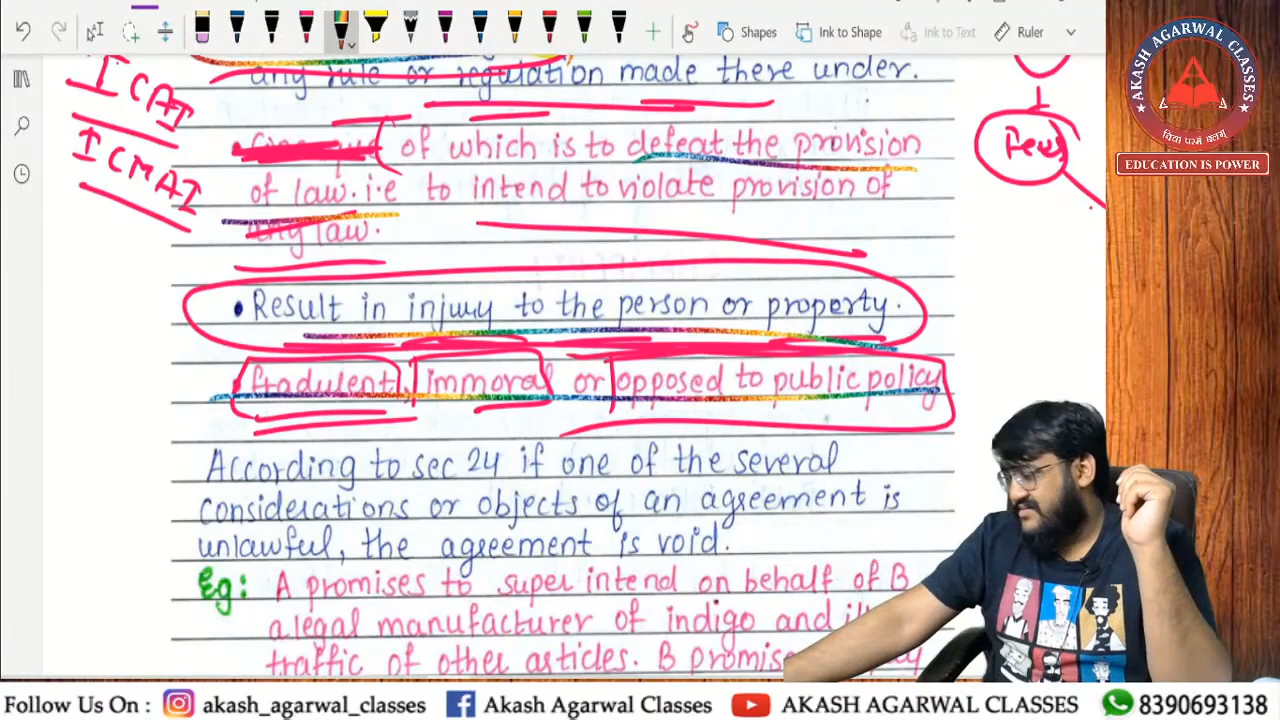 Shapes
Ink to Shape
Ink to Text
Ruler
any rule or regulation made there under.
ICAI
ICMAI
of which is to defeat the provision
of law. i.e to intend to violate provision of
any law.
Fees
• Result in injury to the person or property.
fradulent, immoral or opposed to public policy
According to sec 24 if one of the several
considerations or objects of an agreement is
unlawful, the agreement is void.
Eg: A promises to super intend on behalf of B
a legal manufacturer of indigo and
traffic of other articles. B
AKASH AGARWAL CLASSES
विद्या परमं बलम्
EDUCATION IS POWER
Follow Us On : akash_agarwal_classes Akash Agarwal Classes AKASH AGARWAL CLASSES 8390693138